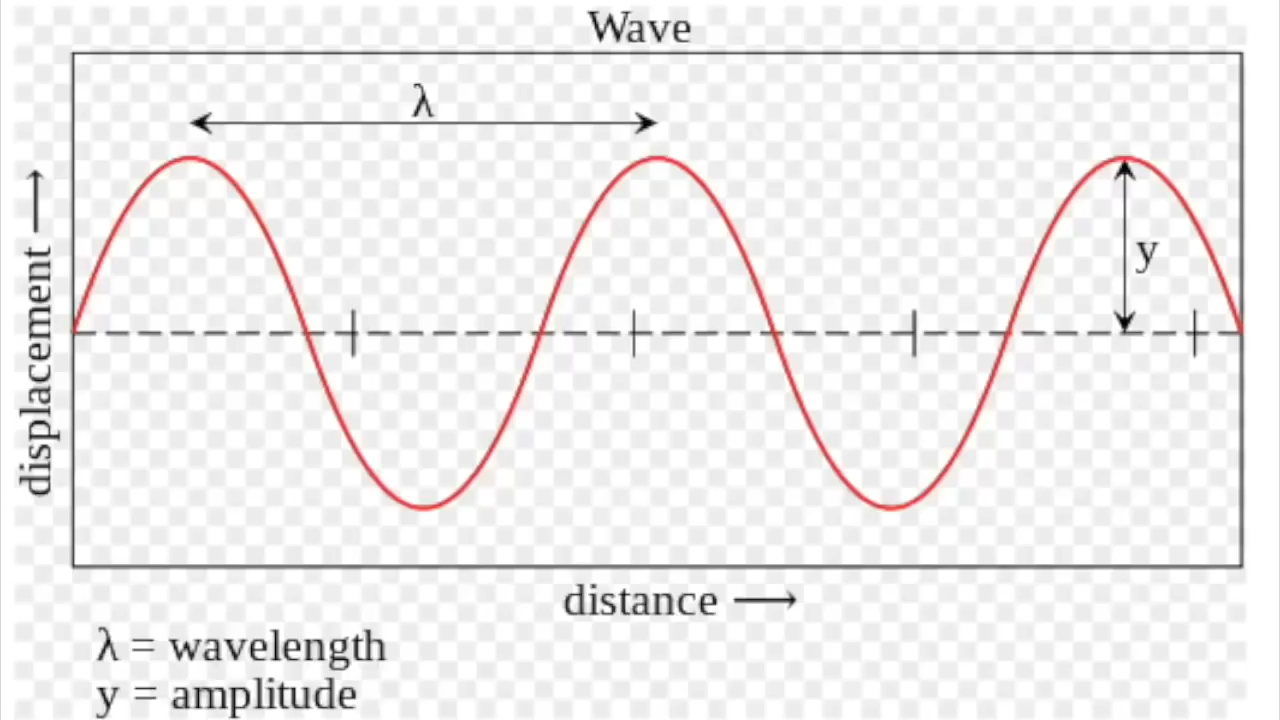 Wave
λ
y
displacement ⟶
distance ⟶
λ = wavelength
y = amplitude